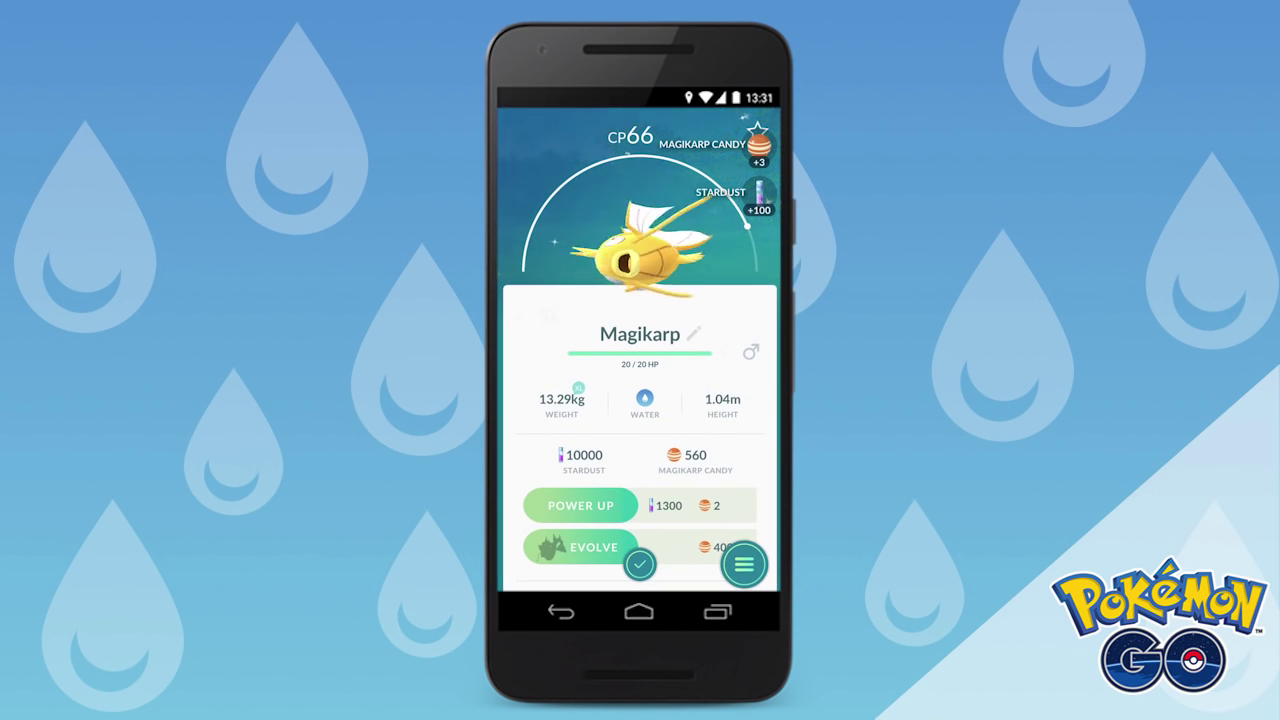 13:31
CP66
MAGIKARP CANDY
+3
STARDUST
+100
Magikarp
20 / 20 HP
XL
13.29kg
WEIGHT
WATER
1.04m
HEIGHT
10000
STARDUST
560
MAGIKARP CANDY
POWER UP 1300 2
EVOLVE 400
POKéMON
TM
GO